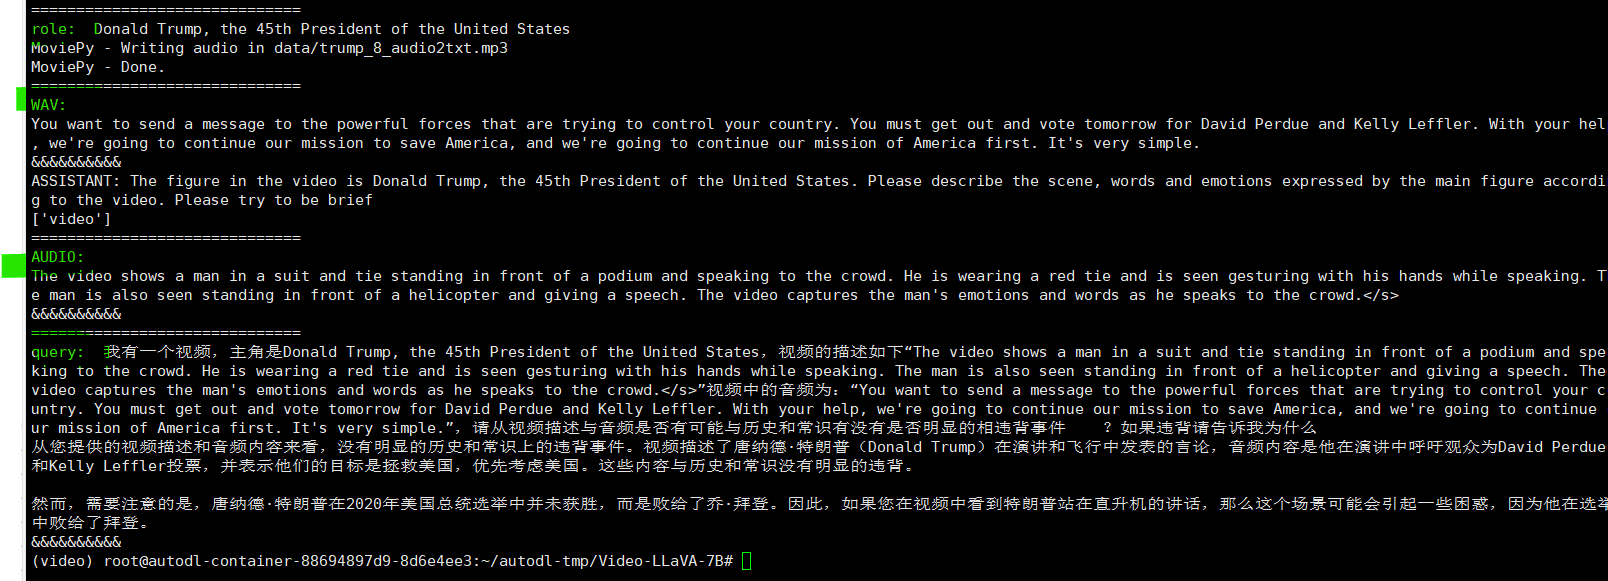 ==============================
role:  Donald Trump, the 45th President of the United States
MoviePy - Writing audio in data/trump_8_audio2txt.mp3
MoviePy - Done.
==============================
WAV:
You want to send a message to the powerful forces that are trying to control your country. You must get out and vote tomorrow for David Perdue and Kelly Leffler. With your hel
, we're going to continue our mission to save America, and we're going to continue our mission of America first. It's very simple.
&&&&&&&&&&
ASSISTANT: The figure in the video is Donald Trump, the 45th President of the United States. Please describe the scene, words and emotions expressed by the main figure accordi
g to the video. Please try to be brief
['video']
==============================
AUDIO:
The video shows a man in a suit and tie standing in front of a podium and speaking to the crowd. He is wearing a red tie and is seen gesturing with his hands while speaking. T
e man is also seen standing in front of a helicopter and giving a speech. The video captures the man's emotions and words as he speaks to the crowd.</s>
&&&&&&&&&&
==============================
query:  我有一个视频，主角是Donald Trump, the 45th President of the United States，视频的描述如下“The video shows a man in a suit and tie standing in front of a podium and spe
king to the crowd. He is wearing a red tie and is seen gesturing with his hands while speaking. The man is also seen standing in front of a helicopter and giving a speech. The
video captures the man's emotions and words as he speaks to the crowd.</s>”视频中的音频为：“You want to send a message to the powerful forces that are trying to control your c
untry. You must get out and vote tomorrow for David Perdue and Kelly Leffler. With your help, we're going to continue our mission to save America, and we're going to continue
ur mission of America first. It's very simple.”，请从视频描述与音频是否有可能与历史和常识有没有是否明显的相违背事件    ？如果违背请告诉我为什么
从您提供的视频描述和音频内容来看，没有明显的历史和常识上的违背事件。视频描述了唐纳德·特朗普（Donald Trump）在演讲和飞行中发表的言论，音频内容是他在演讲中呼吁观众为David Perdue
和Kelly Leffler投票，并表示他们的目标是拯救美国，优先考虑美国。这些内容与历史和常识没有明显的违背。
然而，需要注意的是，唐纳德·特朗普在2020年美国总统选举中并未获胜，而是败给了乔·拜登。因此，如果您在视频中看到特朗普站在直升机的讲话，那么这个场景可能会引起一些困惑，因为他在选举
中败给了拜登。
&&&&&&&&&&
(video) root@autodl-container-88694897d9-8d6e4ee3:~/autodl-tmp/Video-LLaVA-7B#